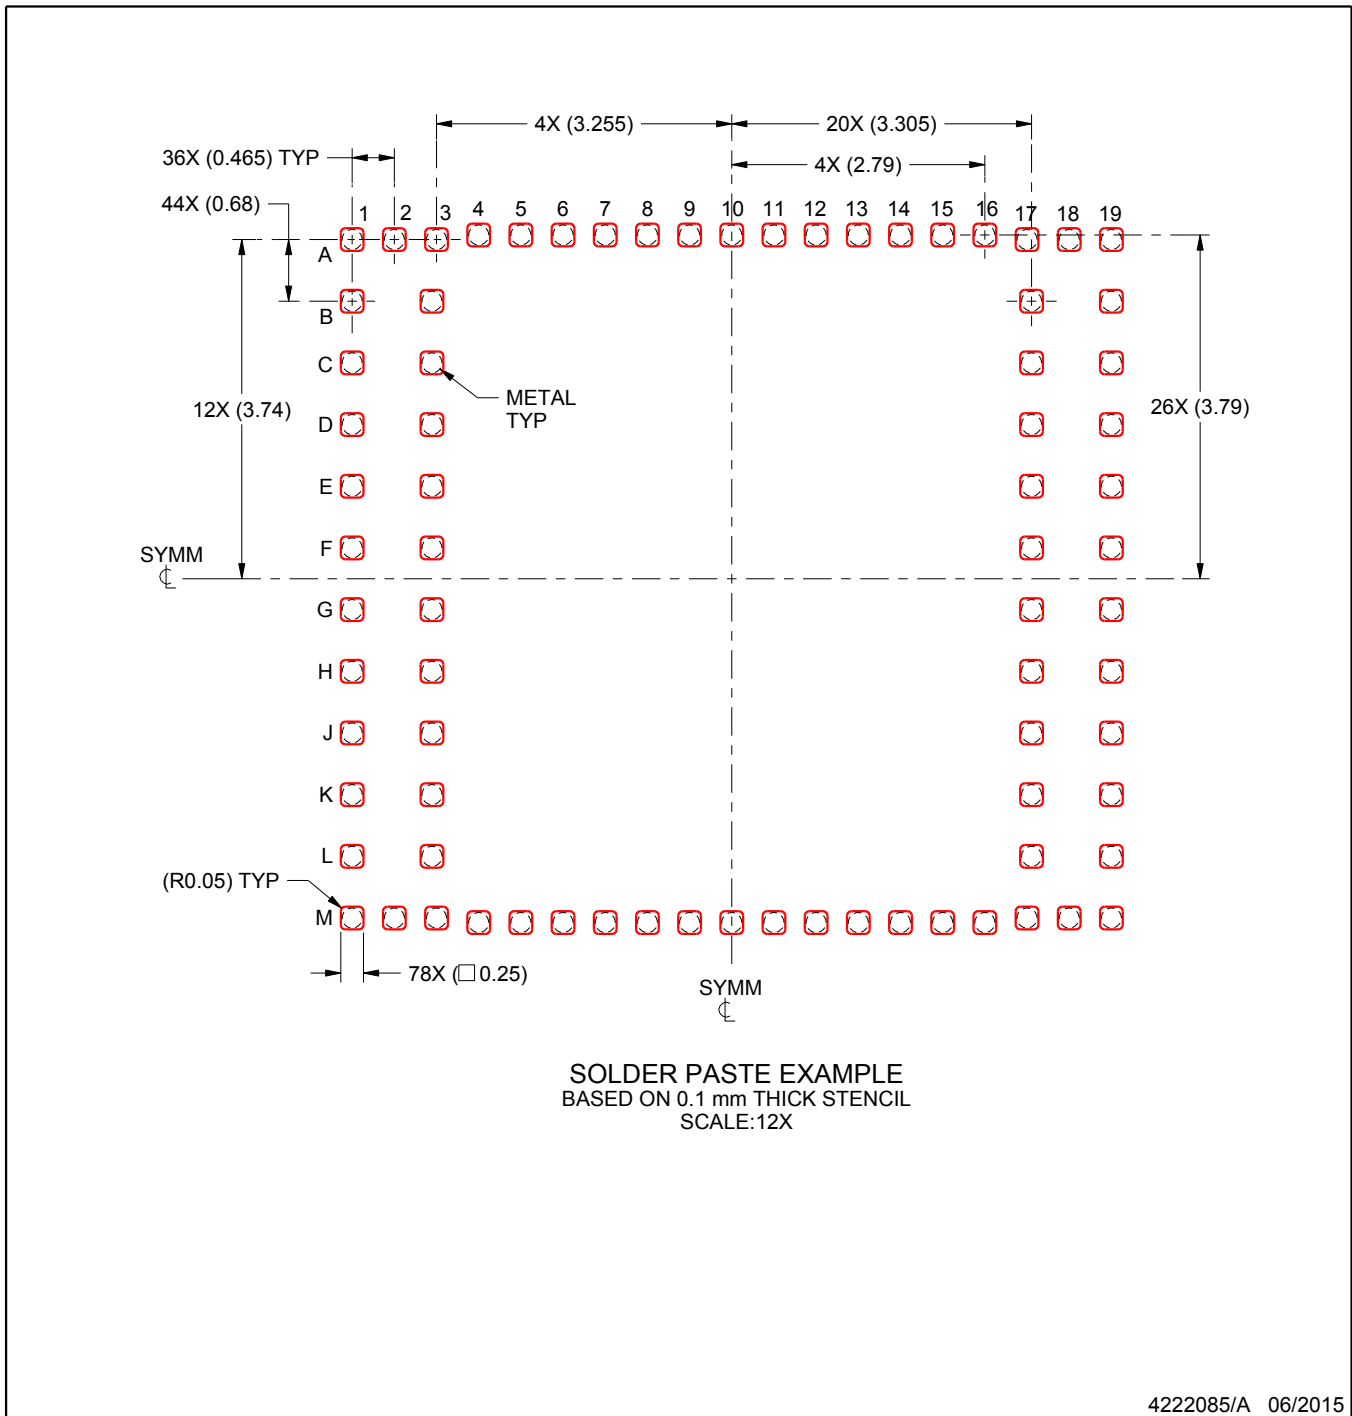 4X (3.255)
20X (3.305)
36X (0.465) TYP
4X (2.79)
44X (0.68)
1 2 3 4 5 6 7 8 9 10 11 12 13 14 15 16 17 18 19
A
B
C
METAL
TYP
12X (3.74)
26X (3.79)
D
E
F
SYMM
G
H
J
K
L
(R0.05) TYP
M
78X (□ 0.25)
SYMM
SOLDER PASTE EXAMPLE
BASED ON 0.1 mm THICK STENCIL
SCALE:12X
4222085/A 06/2015